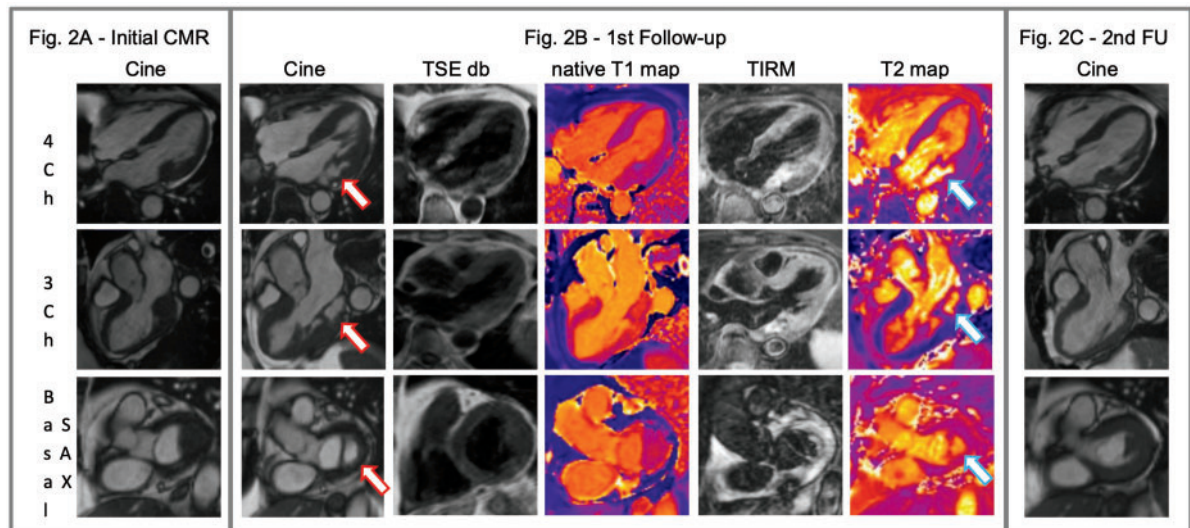 Fig. 2A - Initial CMR
Cine
Fig. 2B - 1st Follow-up
Cine TSE db native T1 map TIRM T2 map
Fig. 2C - 2nd FU
Cine
4
C
h
3
C
h
B
a S
s A
a X
l